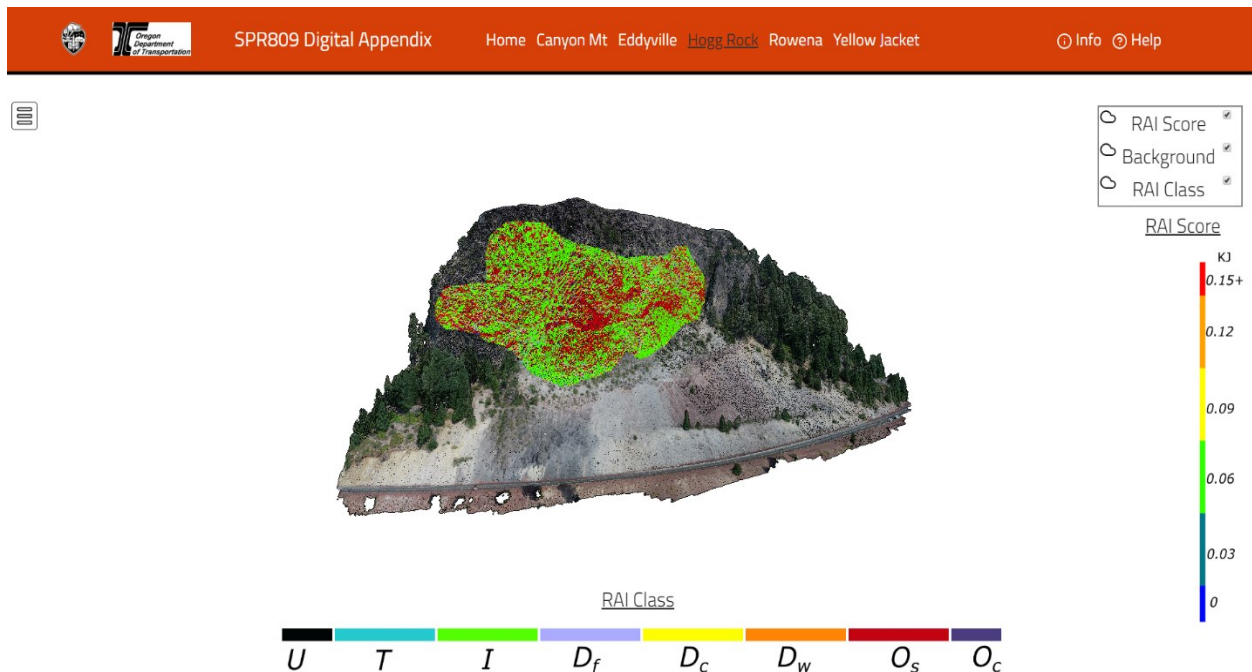 Oregon
Department
of Transportation
SPR809 Digital Appendix
Home Canyon Mt Eddyville Hogg Rock Rowena Yellow Jacket
Info Help
RAI Score
Background
RAI Class
RAI Score
KJ
0.15+
0.12
0.09
0.06
0.03
0
RAI Class
U T I Df Dc Dw Os Oc